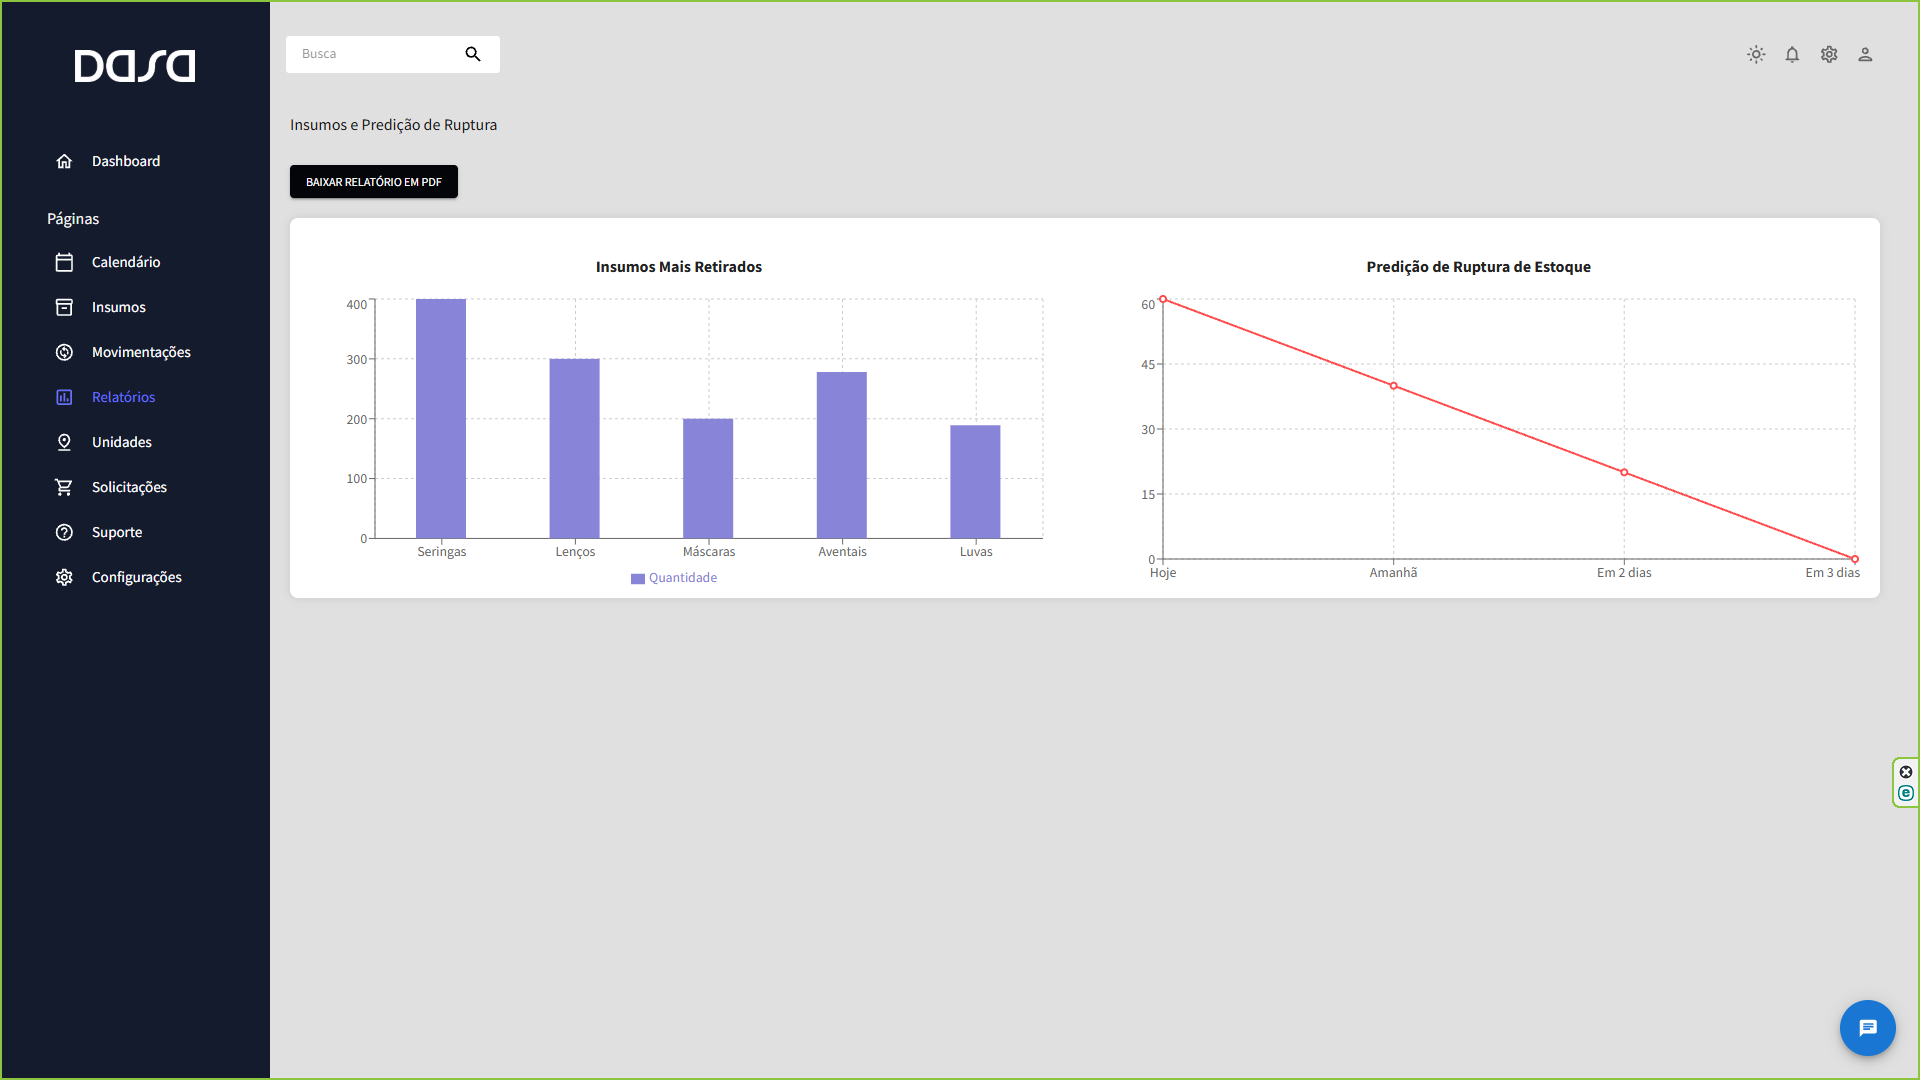 Dasa
Busca
Insumos e Predição de Ruptura
BAIXAR RELATÓRIO EM PDF
Dashboard
Páginas
Calendário
Insumos
Movimentações
Relatórios
Unidades
Solicitações
Suporte
Configurações
Insumos Mais Retirados
400
300
200
100
0
Seringas Lenços Máscaras Aventais Luvas
Quantidade
Predição de Ruptura de Estoque
60
45
30
15
0
Hoje Amanhã Em 2 dias Em 3 dias
e